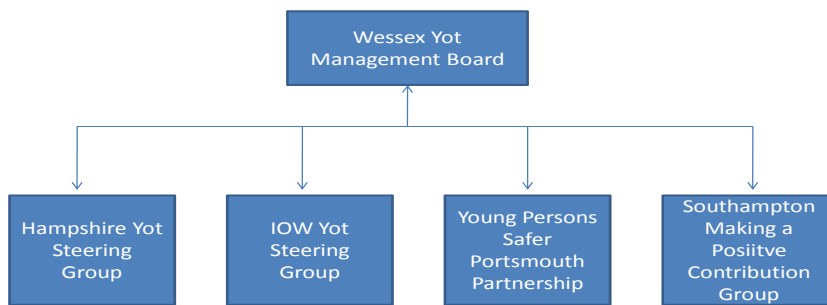 Wessex Yot
Management Board
Hampshire Yot
Steering
Group
IOW Yot
Steering
Group
Young Persons
Safer
Portsmouth
Partnership
Southampton
Making a
Posiitve
Contribution
Group